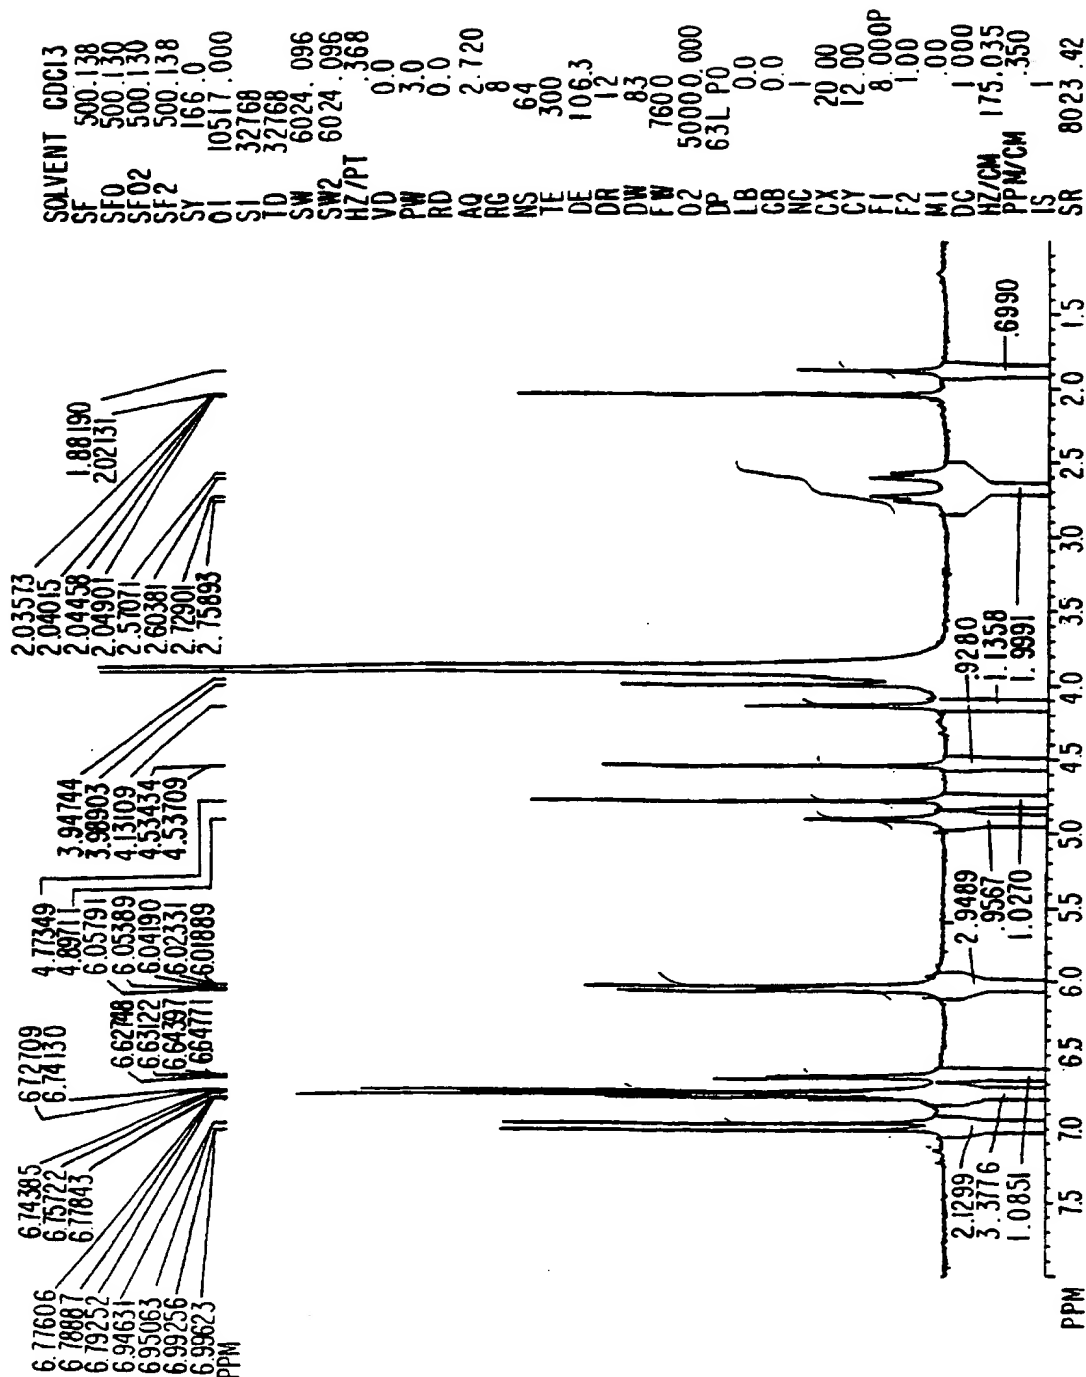 SOLVENT CDCl3
SF 500.138
SFO 500.130
SFO2 500.130
SF2 500.138
SY 166.0
O1 10517.000
SI 32768
TD 32768
SW 6024.096
SW2 6024.096
HZ/PT .368
VD 0.0
PW 3.0
RD 0.0
AQ 2.720
RG 8
NS 64
TE 300
DE 106.3
DR 12
DW 83
FW 7600
O2 50000.000
DP 63L P0
LB 0.0
GB 0.0
NC 1
CX 20.00
CY 12.00
F1 8.000P
F2 1.00
M1 .00
DC 1.000
HZ/CM 175.035
PPM/CM .350
IS 1
SR 8023.42
6.77606
6.78887
6.79252
6.94631
6.95063
6.99256
6.99623
PPM
6.74385
6.75722
6.77843
6.72709
6.74130
6.62748
6.63122
6.64397
6.64771
4.77349
4.89711
6.05791
6.05389
6.04190
6.02331
6.01889
3.94744
3.98903
4.13109
4.53434
4.53709
2.03573
2.04015
2.04458
2.04901
2.57071
2.60381
2.72901
2.75893
1.88190
2.02131
2.1299
3.3776
1.0851
2.9489
.9567
1.0270
.9280
1.1358
1.9991
.6990
PPM 7.5 7.0 6.5 6.0 5.5 5.0 4.5 4.0 3.5 3.0 2.5 2.0 1.5